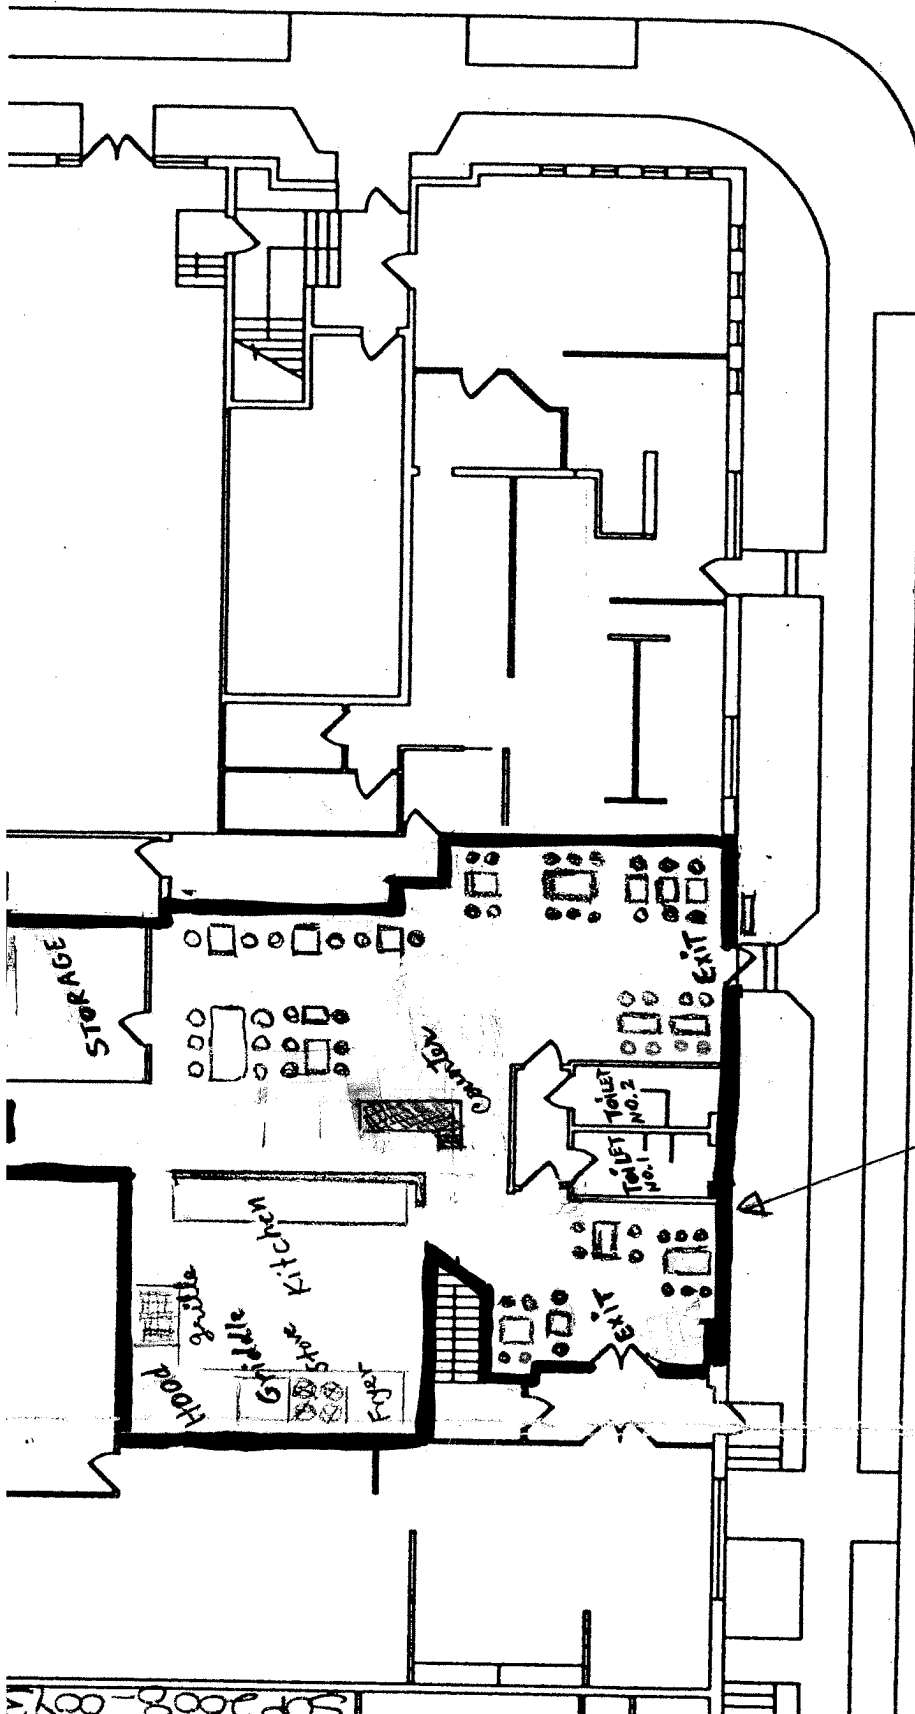 STORAGE
EXIT
Counter
TOILET
NO.2
TOILET
NO.1
Kitchen
grille
Griddle
Stove
EXIT
HOOD
Fryer